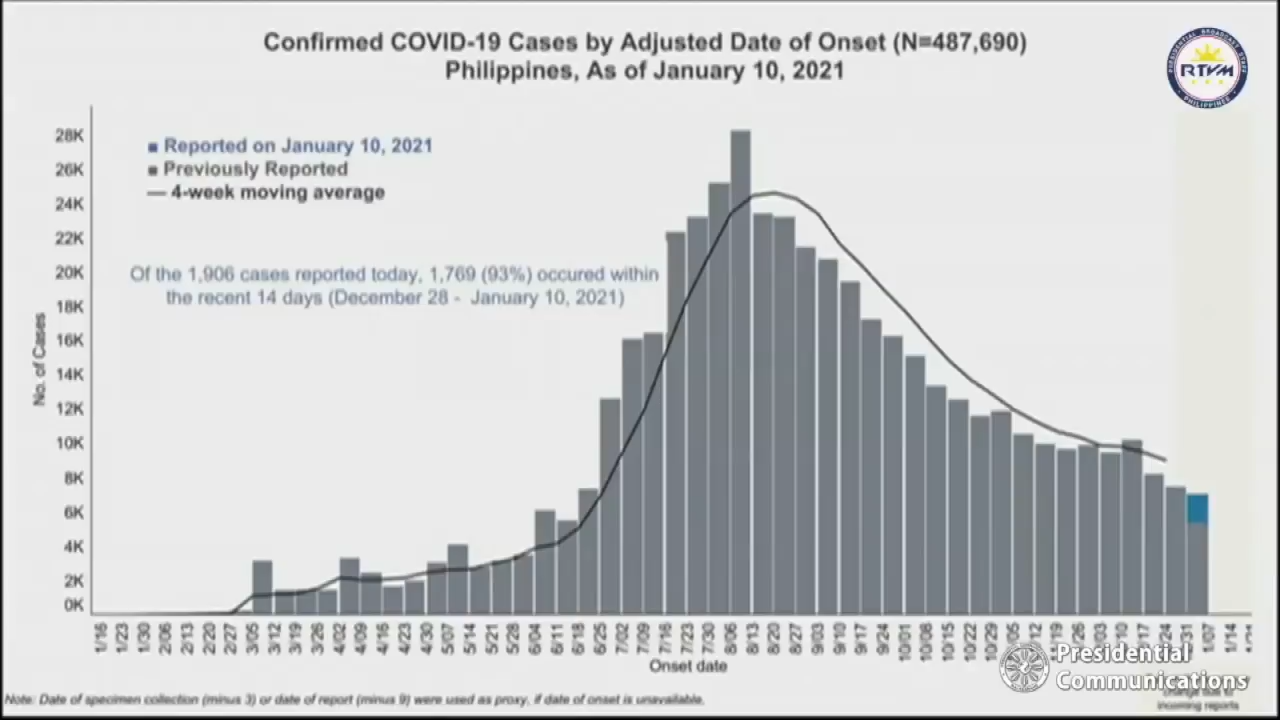 Confirmed COVID-19 Cases by Adjusted Date of Onset (N=487,690)
Philippines, As of January 10, 2021
PRESIDENTIAL BROADCAST STAFF
RTVM
PHILIPPINES
Reported on January 10, 2021
Previously Reported
4-week moving average
Of the 1,906 cases reported today, 1,769 (93%) occured within
the recent 14 days (December 28 - January 10, 2021)
No. of Cases
28K
26K
24K
22K
20K
18K
16K
14K
12K
10K
8K
6K
4K
2K
0K
1/16 1/23 1/30 2/06 2/13 2/20 2/27 3/05 3/12 3/19 3/26 4/02 4/09 4/16 4/23 4/30 5/07 5/14 5/21 5/28 6/04 6/11 6/18 6/25 7/02 7/09 7/16 7/23 7/30 8/06 8/13 8/20 8/27 9/03 9/10 9/17 9/24 10/01 10/08 10/15 10/22 10/29 05 12 19 26 03 10 17 24 31 1/07 1/14
Onset date
Presidential
Communications
Note: Date of specimen collection (minus 3) or date of report (minus 9) were used as proxy, if date of onset is unavailable.
change due to
incoming reports